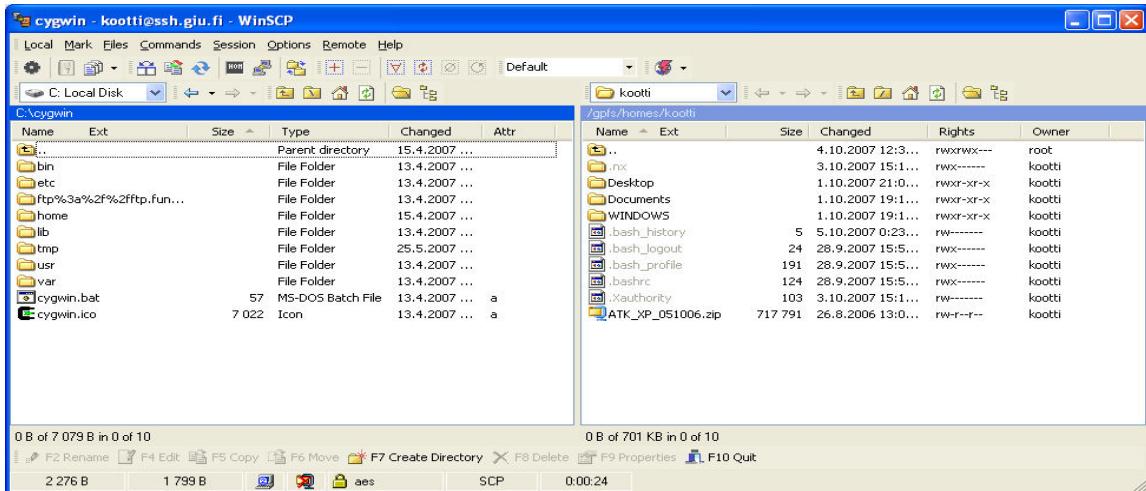 cygwin - kootti@ssh.giu.fi - WinSCP
Local Mark Files Commands Session Options Remote Help
Default
C: Local Disk kootti
C:\cygwin /gpfs/homes/kootti
Name Ext Size Type Changed Attr Name Ext Size Changed Rights Owner
.. Parent directory 15.4.2007 ... .. 4.10.2007 12:3... rwxrwx--- root
bin File Folder 13.4.2007 ... .nx 3.10.2007 15:1... rwx------ kootti
etc File Folder 13.4.2007 ... Desktop 1.10.2007 21:0... rwxr-xr-x kootti
ftp%3a%2f%2fftp.fun... File Folder 13.4.2007 ... Documents 1.10.2007 19:1... rwxr-xr-x kootti
home File Folder 15.4.2007 ... WINDOWS 1.10.2007 19:1... rwxr-xr-x kootti
lib File Folder 13.4.2007 ... .bash_history 5 5.10.2007 0:23... rw------- kootti
tmp File Folder 25.5.2007 ... .bash_logout 24 28.9.2007 15:5... rwx------ kootti
usr File Folder 13.4.2007 ... .bash_profile 191 28.9.2007 15:5... rwx------ kootti
var File Folder 13.4.2007 ... .bashrc 124 28.9.2007 15:5... rwx------ kootti
cygwin.bat 57 MS-DOS Batch File 13.4.2007 ... a .Xauthority 103 3.10.2007 15:1... rw------- kootti
cygwin.ico 7 022 Icon 13.4.2007 ... a ATK_XP_051006.zip 717 791 26.8.2006 13:0... rw-r--r-- kootti
0 B of 7 079 B in 0 of 10 0 B of 701 KB in 0 of 10
F2 Rename F4 Edit F5 Copy F6 Move F7 Create Directory F8 Delete F9 Properties F10 Quit
2 276 B 1 799 B aes SCP 0:00:24